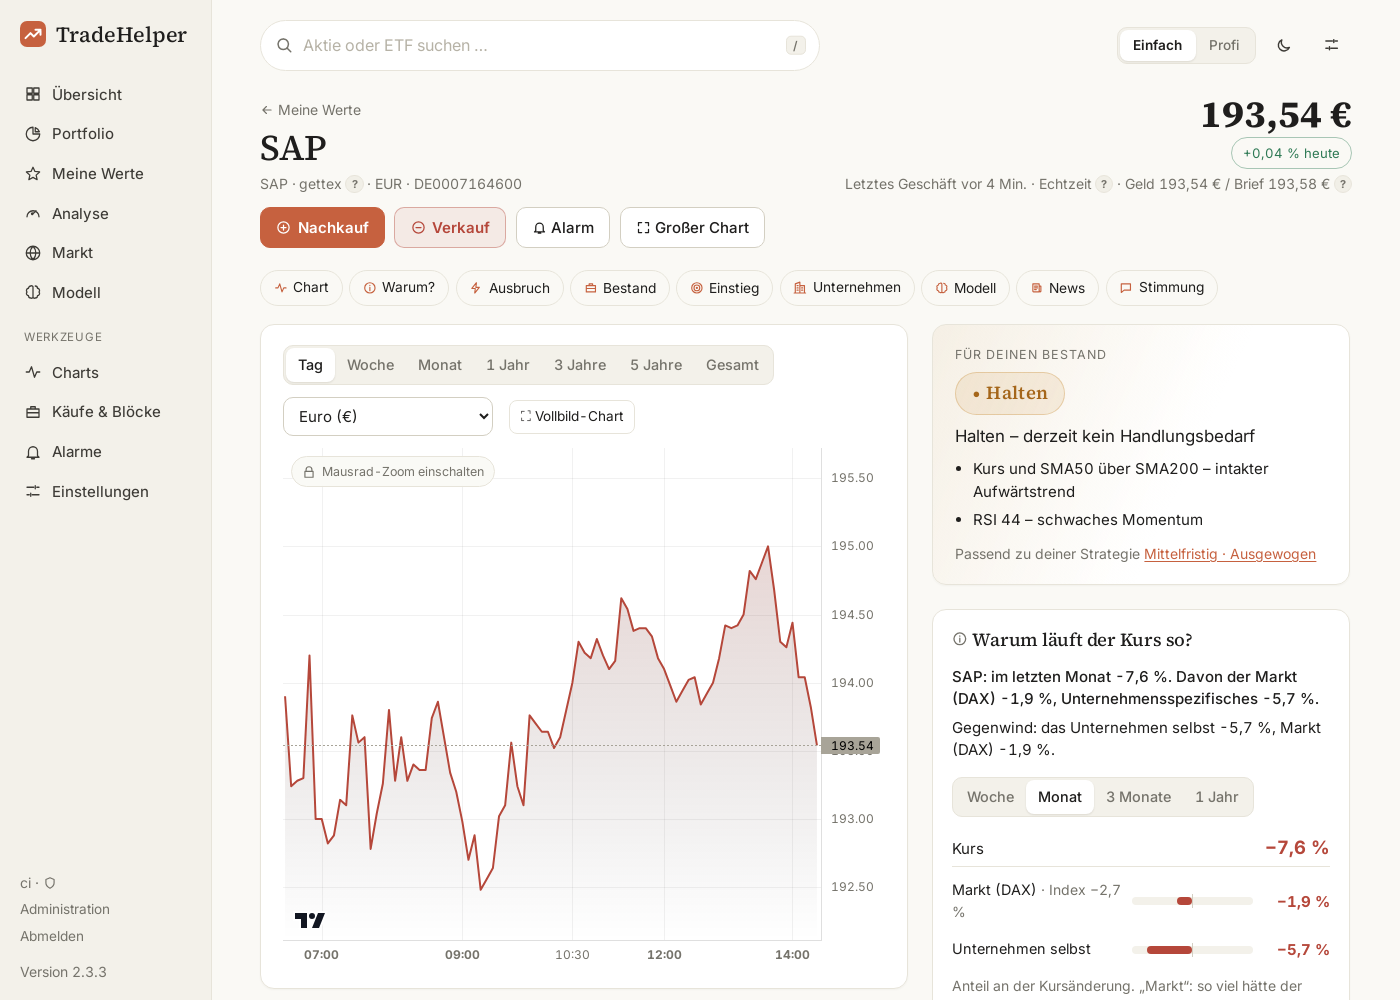 TradeHelper
Übersicht
Portfolio
Meine Werte
Analyse
Markt
Modell
WERKZEUGE
Charts
Käufe & Blöcke
Alarme
Einstellungen
ci ·
Administration
Abmelden
Version 2.3.3
Aktie oder ETF suchen ...
/
Einfach
Profi
← Meine Werte
SAP
SAP · gettex ? · EUR · DE0007164600
193,54 €
+0,04 % heute
Letztes Geschäft vor 4 Min. · Echtzeit ? · Geld 193,54 € / Brief 193,58 € ?
Nachkauf
Verkauf
Alarm
Großer Chart
Chart
Warum?
Ausbruch
Bestand
Einstieg
Unternehmen
Modell
News
Stimmung
Tag
Woche
Monat
1 Jahr
3 Jahre
5 Jahre
Gesamt
Euro (€)
Vollbild-Chart
Mausrad-Zoom einschalten
195.50
195.00
194.50
194.00
193.54
193.00
192.50
07:00
09:00
10:30
12:00
14:00
FÜR DEINEN BESTAND
• Halten
Halten – derzeit kein Handlungsbedarf
• Kurs und SMA50 über SMA200 – intakter
Aufwärtstrend
• RSI 44 – schwaches Momentum
Passend zu deiner Strategie Mittelfristig · Ausgewogen
Warum läuft der Kurs so?
SAP: im letzten Monat -7,6 %. Davon der Markt
(DAX) -1,9 %, Unternehmensspezifisches -5,7 %.
Gegenwind: das Unternehmen selbst -5,7 %, Markt
(DAX) -1,9 %.
Woche
Monat
3 Monate
1 Jahr
Kurs
−7,6 %
Markt (DAX) · Index −2,7
%
−1,9 %
Unternehmen selbst
−5,7 %
Anteil an der Kursänderung. „Markt“: so viel hätte der